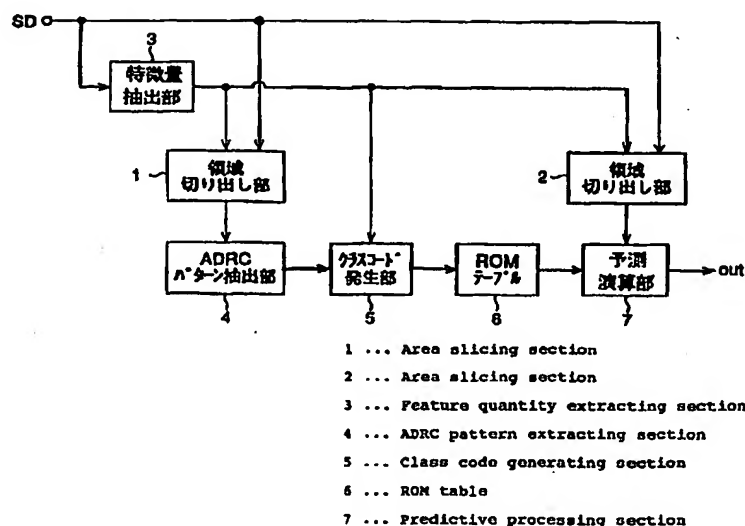 SD
3
特徴量
抽出部
1
領域
切り出し部
2
領域
切り出し部
ADRC
パターン抽出部
4
クラスコード
発生部
5
ROM
テーブル
6
予測
演算部
7
out
1 ... Area slicing section
2 ... Area slicing section
3 ... Feature quantity extracting section
4 ... ADRC pattern extracting section
5 ... Class code generating section
6 ... ROM table
7 ... Predictive processing section